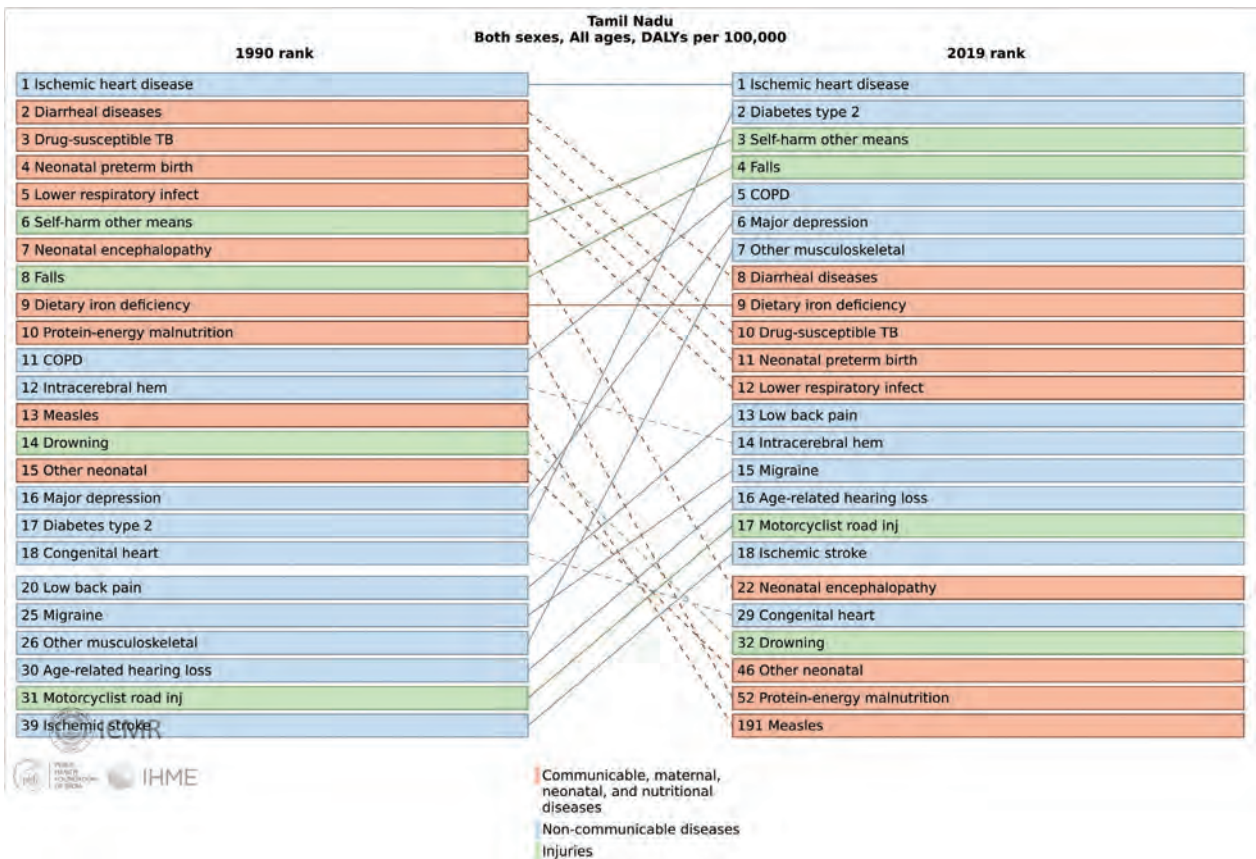 Tamil Nadu
Both sexes, All ages, DALYs per 100,000
1990 rank
1 Ischemic heart disease
2 Diarrheal diseases
3 Drug-susceptible TB
4 Neonatal preterm birth
5 Lower respiratory infect
6 Self-harm other means
7 Neonatal encephalopathy
8 Falls
9 Dietary iron deficiency
10 Protein-energy malnutrition
11 COPD
12 Intracerebral hem
13 Measles
14 Drowning
15 Other neonatal
16 Major depression
17 Diabetes type 2
18 Congenital heart
20 Low back pain
25 Migraine
26 Other musculoskeletal
30 Age-related hearing loss
31 Motorcyclist road inj
39 Ischemic stroke
2019 rank
1 Ischemic heart disease
2 Diabetes type 2
3 Self-harm other means
4 Falls
5 COPD
6 Major depression
7 Other musculoskeletal
8 Diarrheal diseases
9 Dietary iron deficiency
10 Drug-susceptible TB
11 Neonatal preterm birth
12 Lower respiratory infect
13 Low back pain
14 Intracerebral hem
15 Migraine
16 Age-related hearing loss
17 Motorcyclist road inj
18 Ischemic stroke
22 Neonatal encephalopathy
29 Congenital heart
32 Drowning
46 Other neonatal
52 Protein-energy malnutrition
191 Measles
ICMR
PUBLIC
HEALTH
FOUNDATION
OF INDIA
IHME
Communicable, maternal,
neonatal, and nutritional
diseases
Non-communicable diseases
Injuries